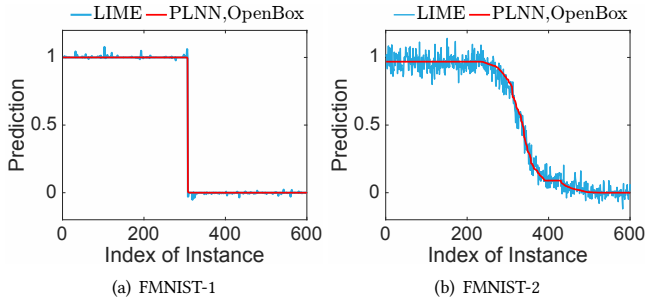 LIME PLNN,OpenBox
Prediction
1
0.5
0
0 200 400 600
Index of Instance
(a) FMNIST-1
LIME PLNN,OpenBox
Prediction
1
0.5
0
0 200 400 600
Index of Instance
(b) FMNIST-2